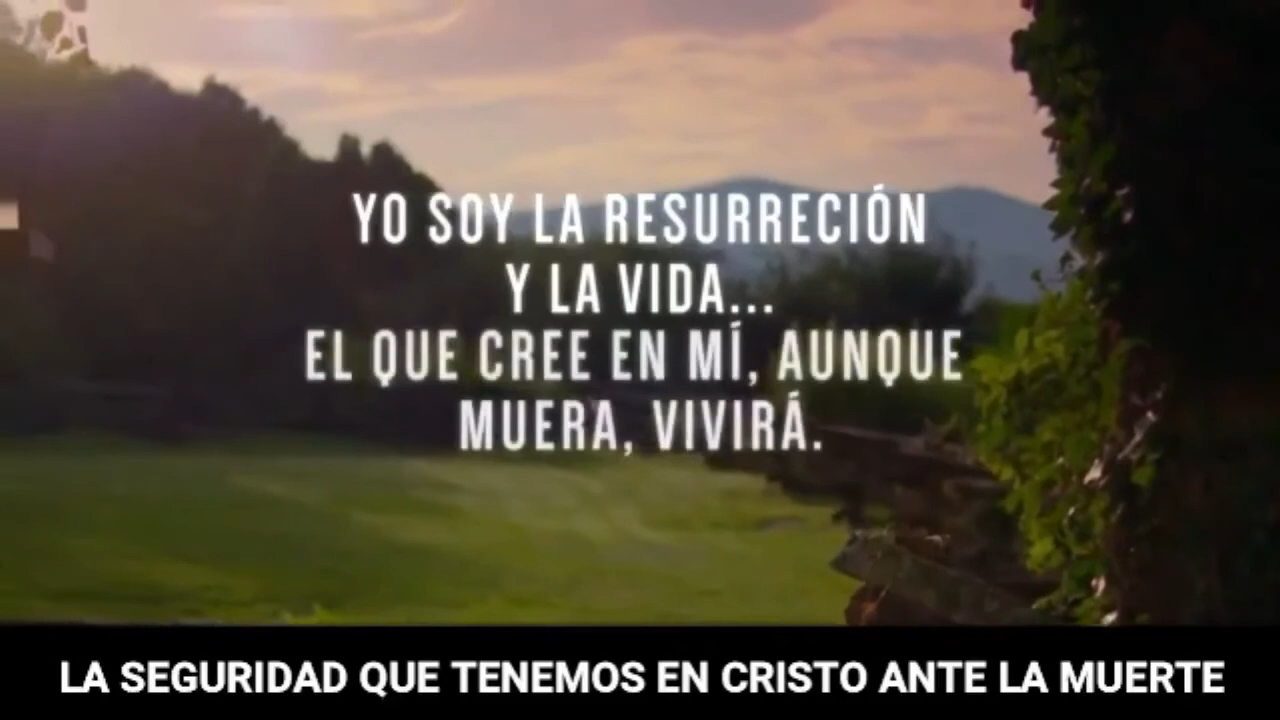 YO SOY LA RESURRECIÓN
Y LA VIDA...
EL QUE CREE EN MÍ, AUNQUE
MUERA, VIVIRÁ.
LA SEGURIDAD QUE TENEMOS EN CRISTO ANTE LA MUERTE